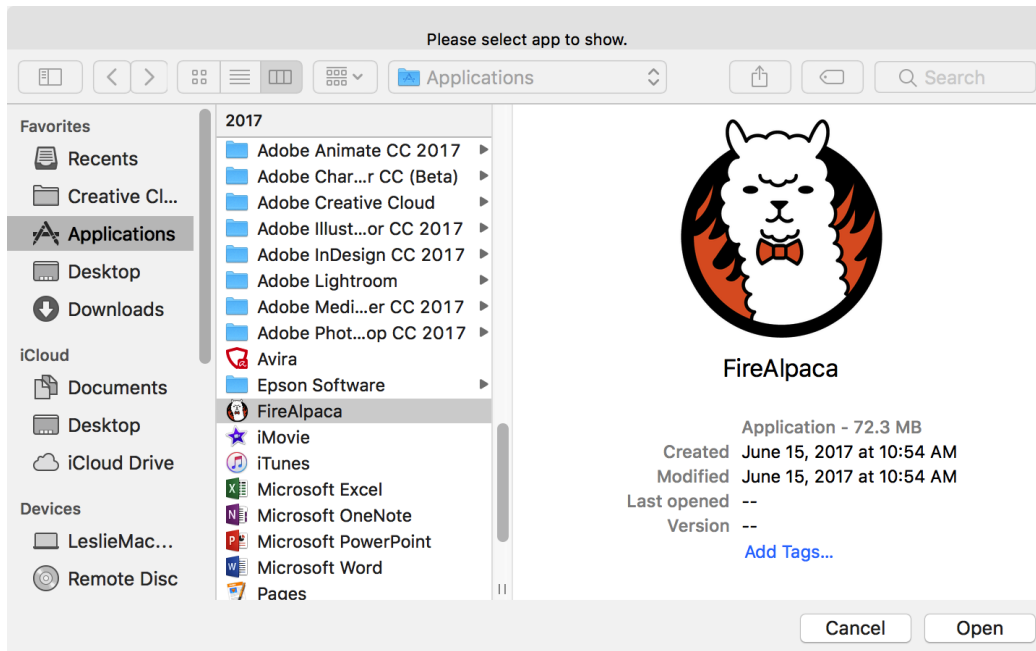 Please select app to show.
Applications
Search
Favorites
Recents
Creative Cl...
Applications
Desktop
Downloads
iCloud
Documents
Desktop
iCloud Drive
Devices
LeslieMac...
Remote Disc
2017
Adobe Animate CC 2017
Adobe Char...r CC (Beta)
Adobe Creative Cloud
Adobe Illust...or CC 2017
Adobe InDesign CC 2017
Adobe Lightroom
Adobe Medi...er CC 2017
Adobe Phot...op CC 2017
Avira
Epson Software
FireAlpaca
iMovie
iTunes
Microsoft Excel
Microsoft OneNote
Microsoft PowerPoint
Microsoft Word
Pages
FireAlpaca
Application - 72.3 MB
Created June 15, 2017 at 10:54 AM
Modified June 15, 2017 at 10:54 AM
Last opened --
Version --
Add Tags...
Cancel
Open